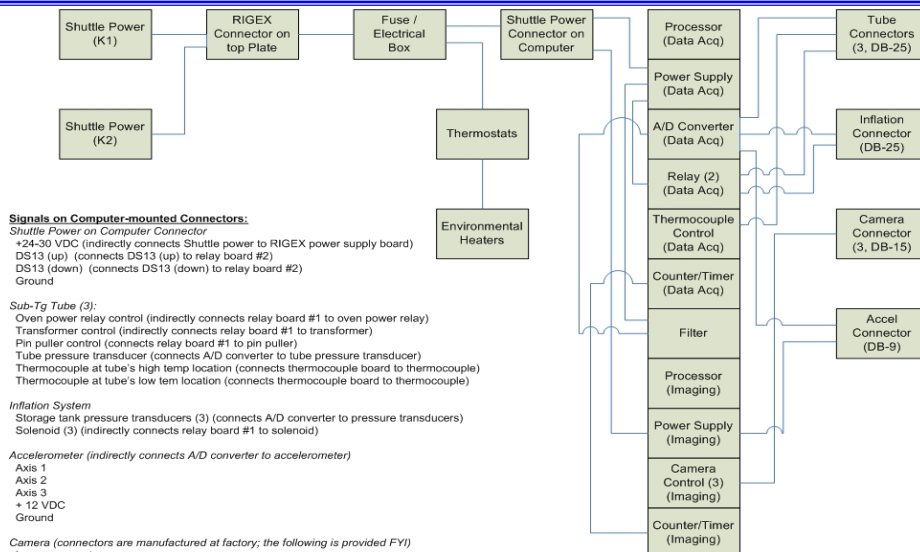 Shuttle Power
(K1)
RIGEX
Connector on
top Plate
Fuse /
Electrical
Box
Shuttle Power
Connector on
Computer
Processor
(Data Acq)
Tube
Connectors
(3, DB-25)
Power Supply
(Data Acq)
Shuttle Power
(K2)
Thermostats
A/D Converter
(Data Acq)
Inflation
Connector
(DB-25)
Relay (2)
(Data Acq)
Environmental
Heaters
Thermocouple
Control
(Data Acq)
Camera
Connector
(3, DB-15)
Counter/Timer
(Data Acq)
Filter
Accel
Connector
(DB-9)
Processor
(Imaging)
Power Supply
(Imaging)
Camera
Control (3)
(Imaging)
Counter/Timer
(Imaging)
Signals on Computer-mounted Connectors:
Shuttle Power on Computer Connector
+24-30 VDC (indirectly connects Shuttle power to RIGEX power supply board)
DS13 (up) (connects DS13 (up) to relay board #2)
DS13 (down) (connects DS13 (down) to relay board #2)
Ground
Sub-Tg Tube (3):
Oven power relay control (indirectly connects relay board #1 to oven power relay)
Transformer control (indirectly connects relay board #1 to transformer)
Pin puller control (connects relay board #1 to pin puller)
Tube pressure transducer (connects A/D converter to tube pressure transducer)
Thermocouple at tube's high temp location (connects thermocouple board to thermocouple)
Thermocouple at tube's low tem location (connects thermocouple board to thermocouple)
Inflation System
Storage tank pressure transducers (3) (connects A/D converter to pressure transducers)
Solenoid (3) (indirectly connects relay board #1 to solenoid)
Accelerometer (indirectly connects A/D converter to accelerometer)
Axis 1
Axis 2
Axis 3
+ 12 VDC
Ground
Camera (connectors are manufactured at factory; the following is provided FYI)